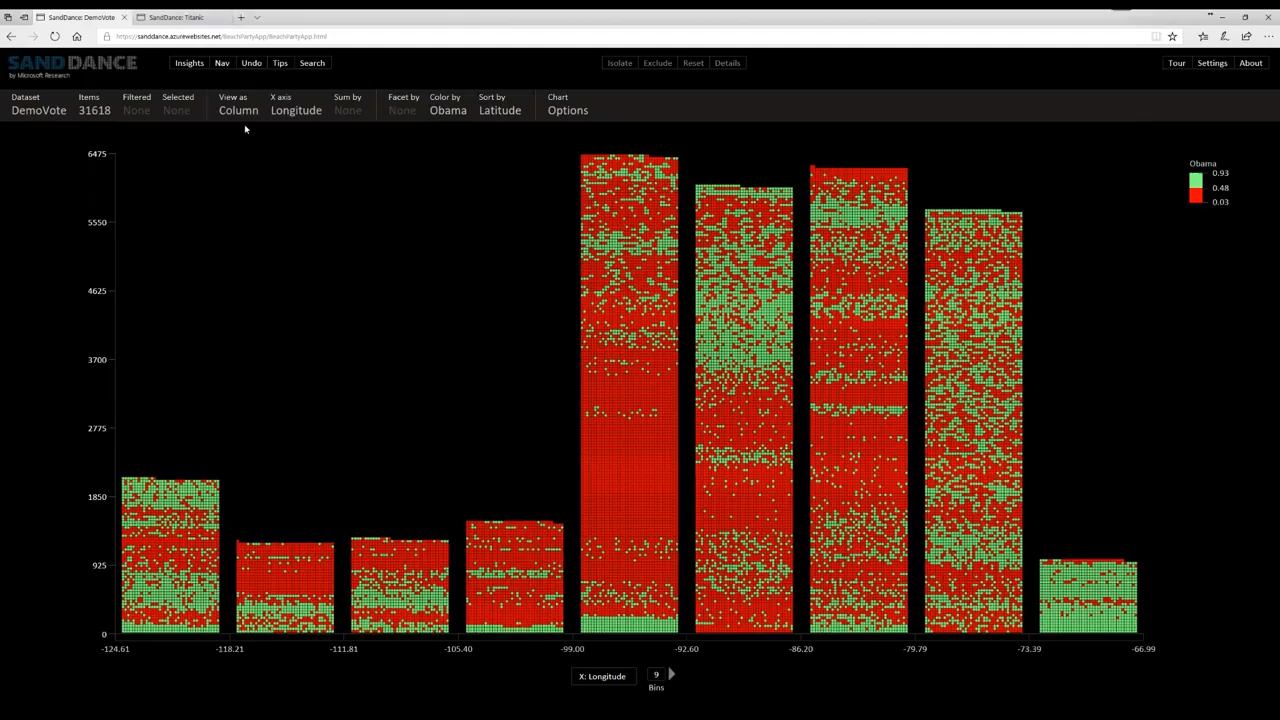 SandDance: DemoVote
SandDance: Titanic
https://sanddance.azurewebsites.net/BeachPartyApp/BeachPartyApp.html
SANDDANCE
by Microsoft Research
Insights Nav Undo Tips Search
Isolate Exclude Reset Details
Tour Settings About
Dataset Items Filtered Selected View as X axis Sum by Facet by Color by Sort by Chart
DemoVote 31618 None None Column Longitude None None Obama Latitude Options
6475
5550
4625
3700
2775
1850
925
0
Obama
0.93
0.48
0.03
-124.61 -118.21 -111.81 -105.40 -99.00 -92.60 -86.20 -79.79 -73.39 -66.99
X: Longitude 9
Bins